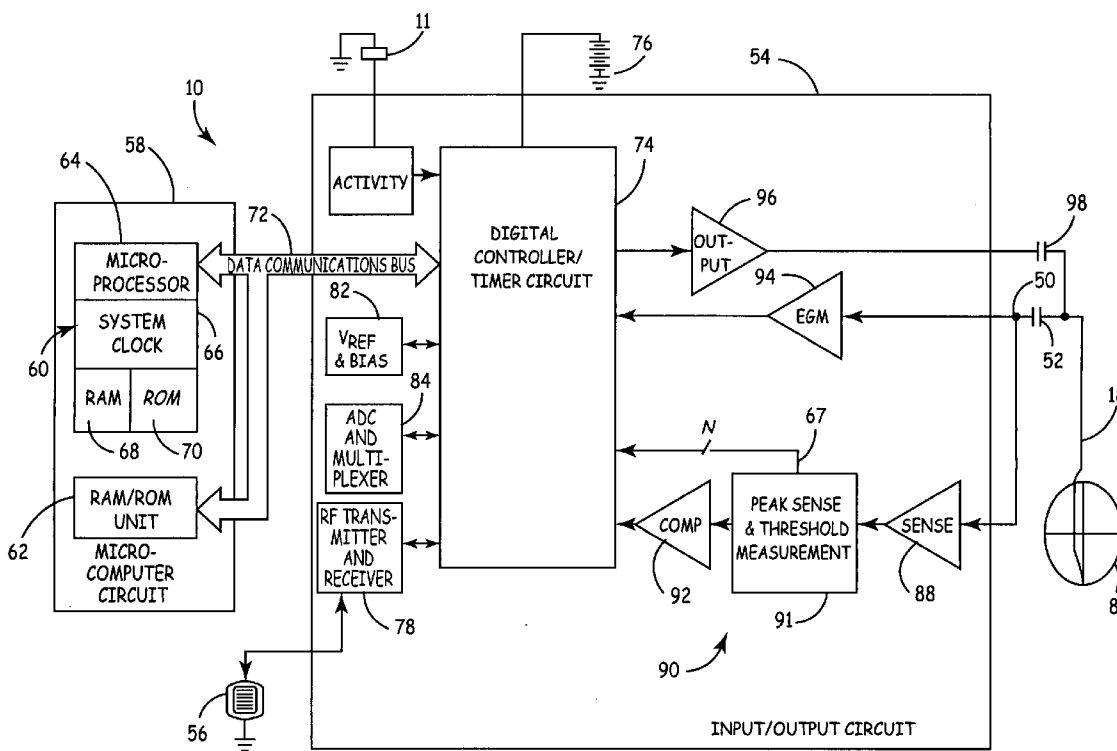 11
76
54
10
58
64
72
74
96
98
ACTIVITY
MICRO-
PROCESSOR
DATA COMMUNICATIONS BUS
DIGITAL
CONTROLLER/
TIMER CIRCUIT
OUT-
PUT
94
50
EGM
52
82
VREF
& BIAS
SYSTEM
CLOCK
60
66
RAM
ROM
68
70
84
ADC
AND
MULTI-
PLEXER
N
67
RAM/ROM
UNIT
62
MICRO-
COMPUTER
CIRCUIT
RF TRANS-
MITTER
AND
RECEIVER
78
COMP
92
PEAK SENSE
& THRESHOLD
MEASUREMENT
91
SENSE
88
90
56
INPUT/OUTPUT CIRCUIT